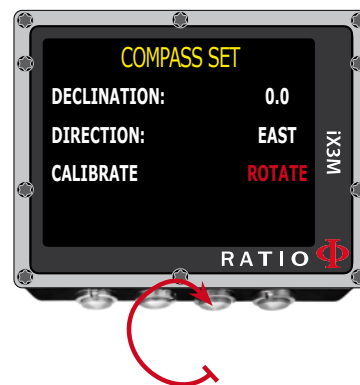 COMPASS SET
DECLINATION: 0.0
DIRECTION: EAST
CALIBRATE ROTATE
iX3M
RATIO